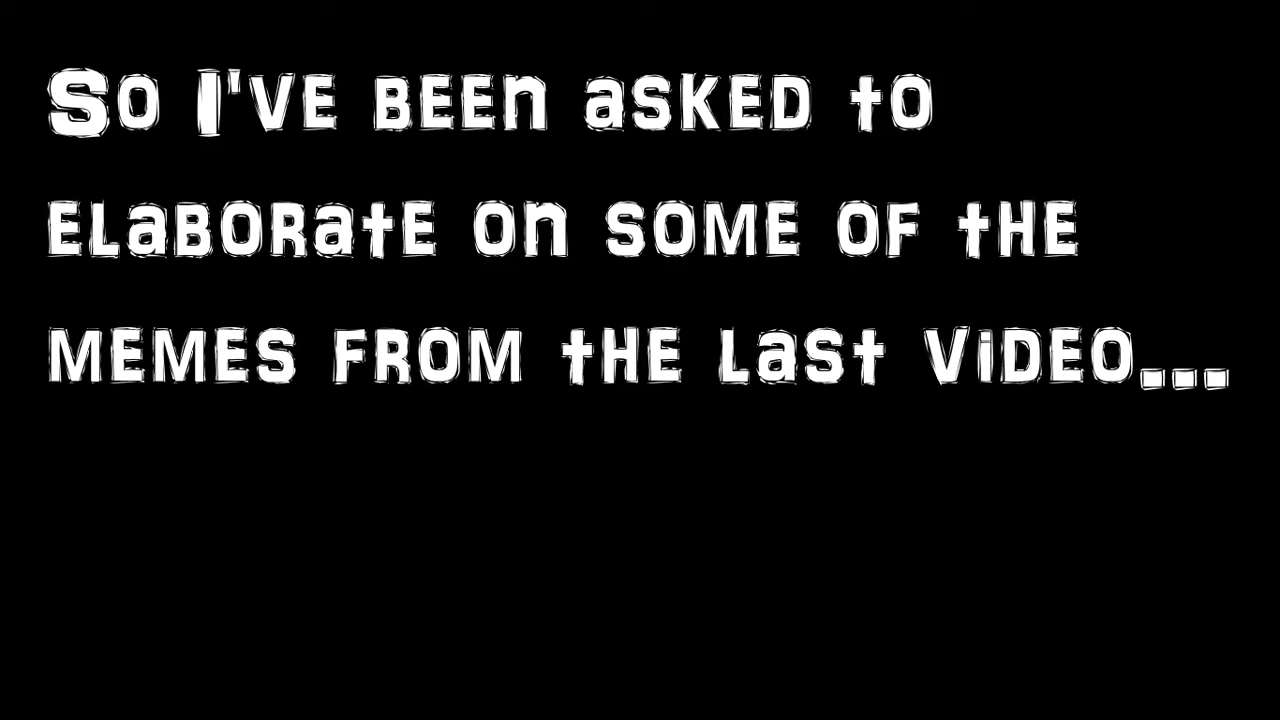 So I've been asked to
elaborate on some of the
memes from the last video...